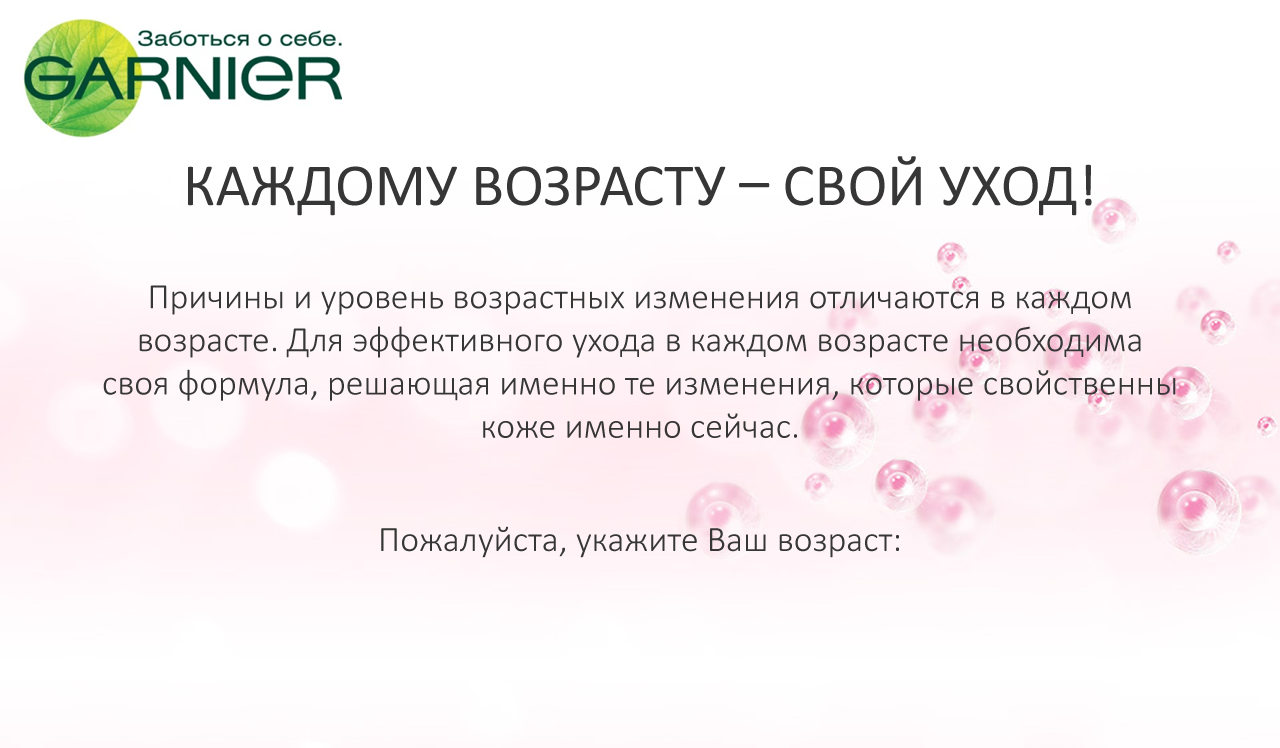 Заботься о себе.
GARNIER
КАЖДОМУ ВОЗРАСТУ – СВОЙ УХОД!
Причины и уровень возрастных изменения отличаются в каждом
возрасте. Для эффективного ухода в каждом возрасте необходима
своя формула, решающая именно те изменения, которые свойственны
коже именно сейчас.
Пожалуйста, укажите Ваш возраст: